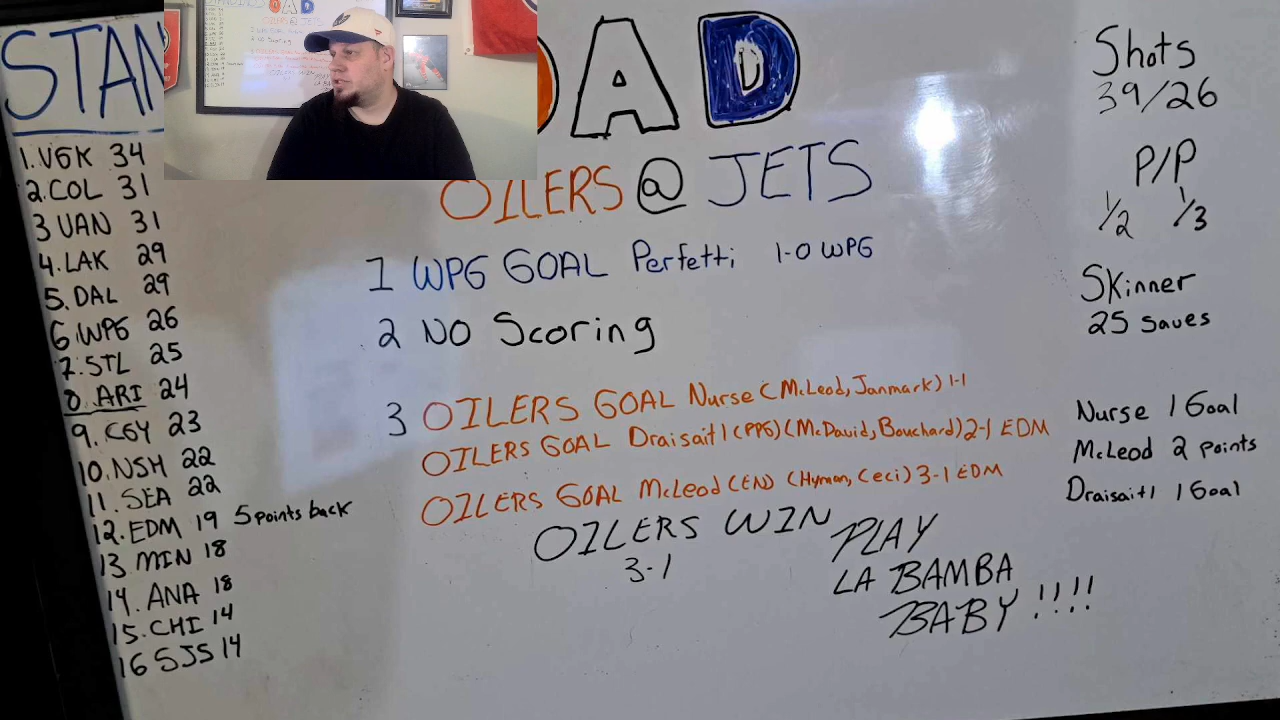 STAN
1. VGK 34
2. COL 31
3 VAN 31
4. LAK 29
5. DAL 29
6 WPG 26
7. STL 25
8. ARI 24
9. CGY 23
10. NSH 22
11. SEA 22
12. EDM 19 5 points back
13 MIN 18
14. ANA 18
15. CHI 14
16 SJS 14
OAD
OILERS @ JETS
1 WPG GOAL Perfetti 1-0 WPG
2 NO Scoring
3 OILERS GOAL Nurse (McLeod, Janmark) 1-1
OILERS GOAL Draisaitl (PPG) (McDavid, Bouchard) 2-1 EDM
OILERS GOAL McLeod (EN) (Hyman, Ceci) 3-1 EDM
OILERS WIN
3-1
PLAY
LA BAMBA
BABY !!!!
Shots
39/26
P/P
1/2 1/3
Skinner
25 saves
Nurse 1 Goal
McLeod 2 points
Draisaitl 1 Goal